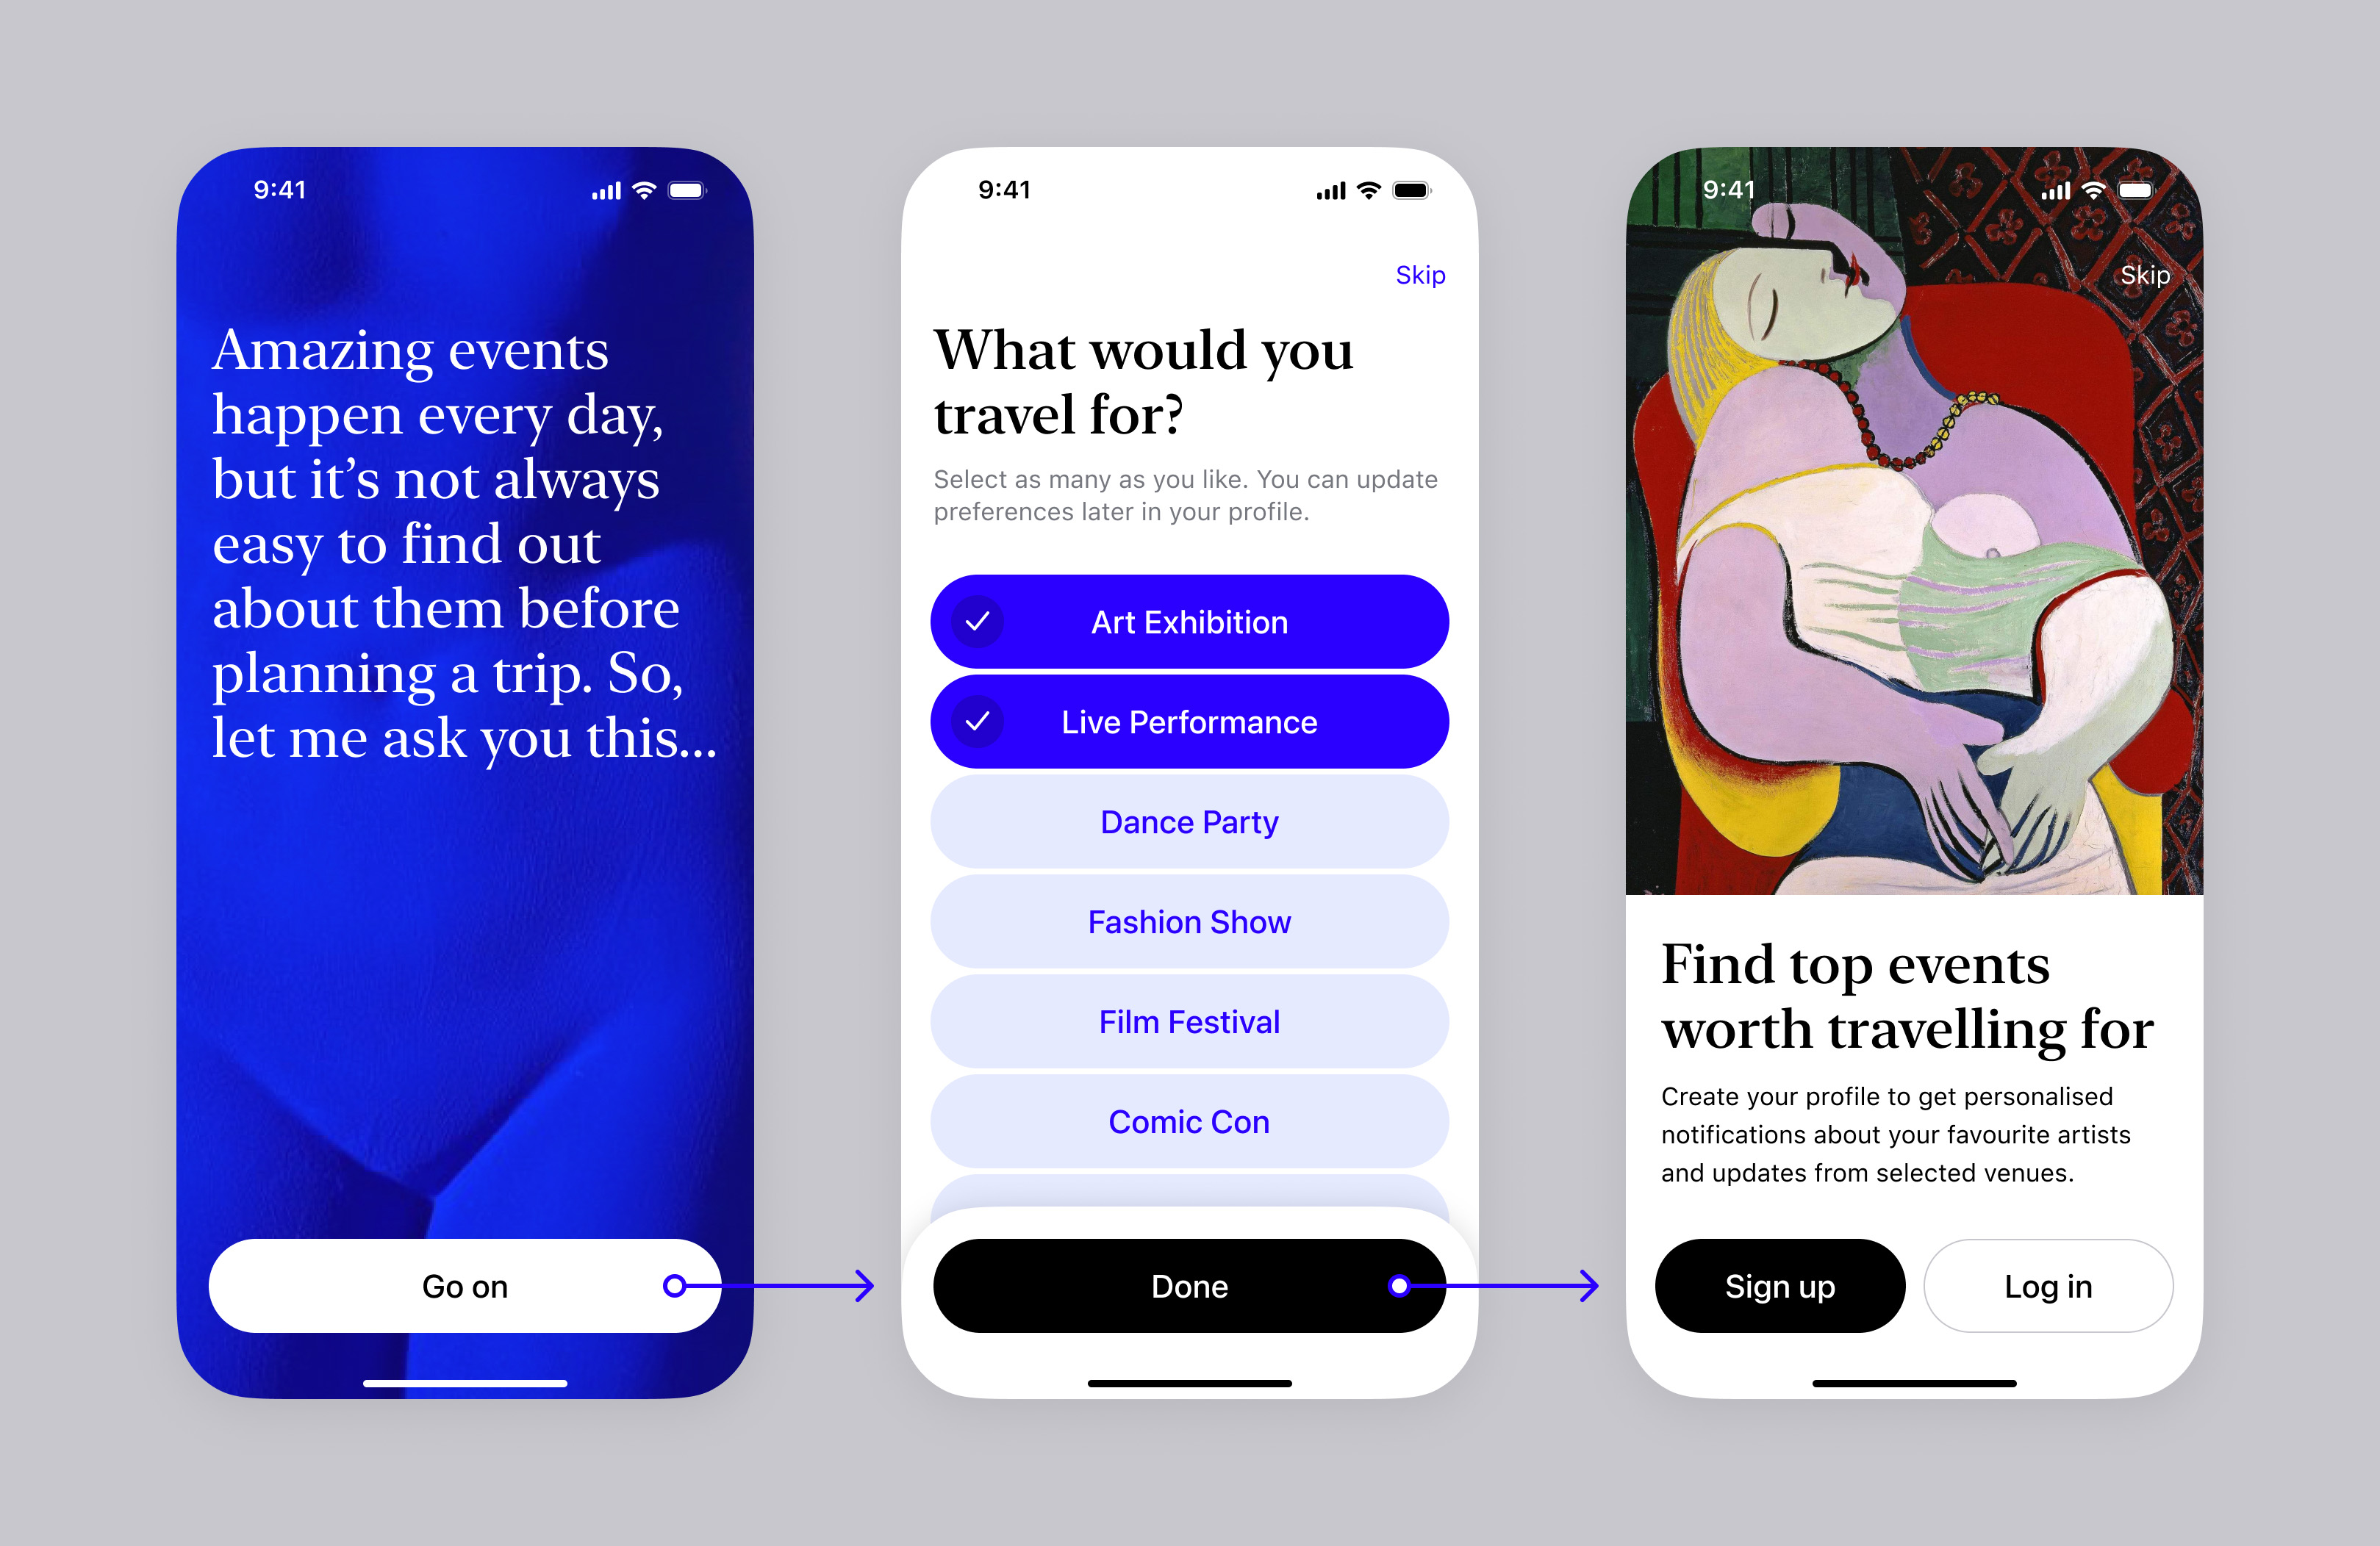 9:41
Amazing events
happen every day,
but it’s not always
easy to find out
about them before
planning a trip. So,
let me ask you this...
Go on
9:41
Skip
What would you
travel for?
Select as many as you like. You can update
preferences later in your profile.
Art Exhibition
Live Performance
Dance Party
Fashion Show
Film Festival
Comic Con
Done
9:41
Skip
Find top events
worth travelling for
Create your profile to get personalised
notifications about your favourite artists
and updates from selected venues.
Sign up
Log in